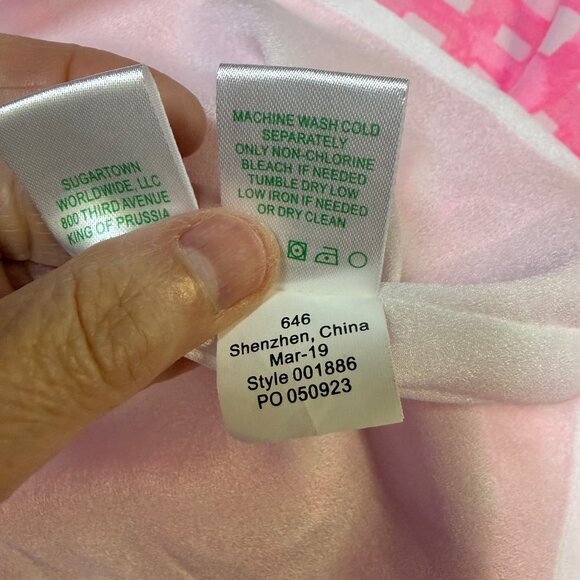 SUGARTOWN
WORLDWIDE, LLC
800 THIRD AVENUE
KING OF PRUSSIA
MACHINE WASH COLD
SEPARATELY
ONLY NON-CHLORINE
BLEACH IF NEEDED
TUMBLE DRY LOW
LOW IRON IF NEEDED
OR DRY CLEAN
646
Shenzhen, China
Mar-19
Style 001886
PO 050923